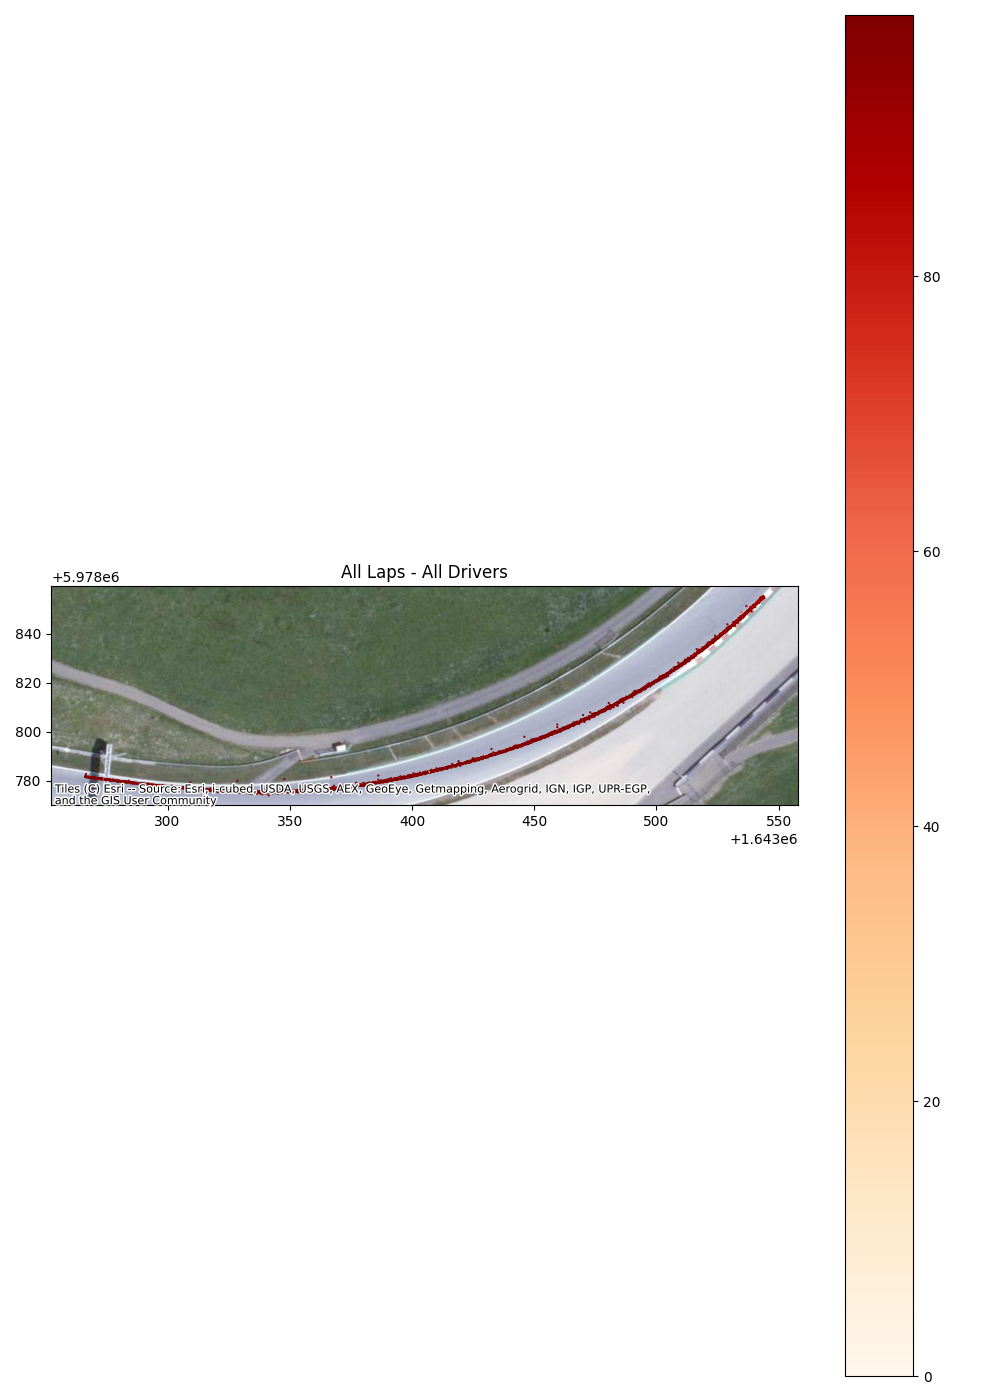 All Laps - All Drivers
+5.978e6
840
820
800
780
Tiles (C) Esri -- Source: Esri, i-cubed, USDA, USGS, AEX, GeoEye, Getmapping, Aerogrid, IGN, IGP, UPR-EGP,
and the GIS User Community
300 350 400 450 500 550
+1.643e6
80
60
40
20
0